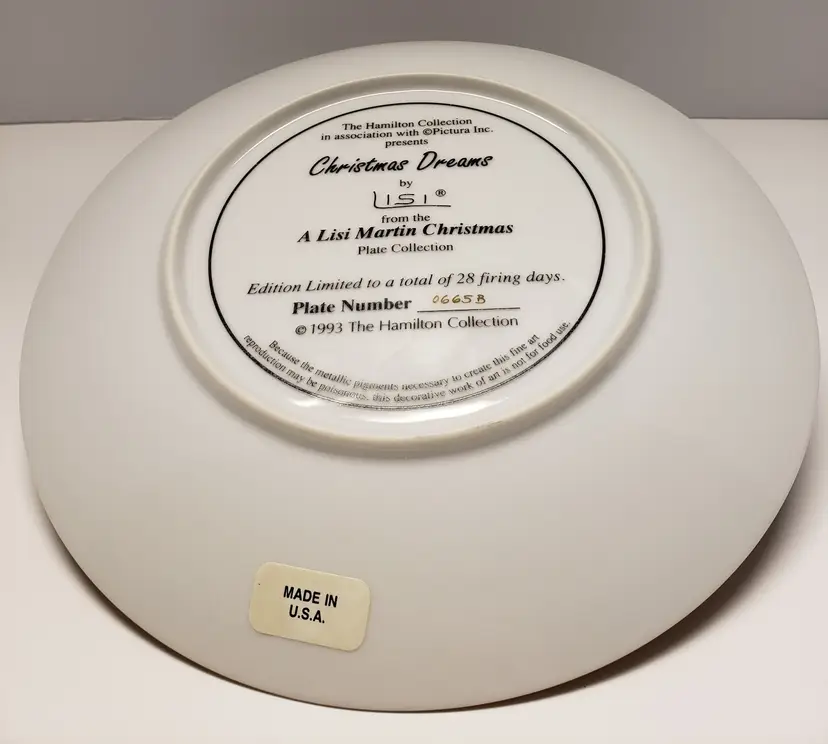 The Hamilton Collection
in association with ©Pictura Inc.
presents
Christmas Dreams
by
LISI®
from the
A Lisi Martin Christmas
Plate Collection
Edition Limited to a total of 28 firing days.
Plate Number 0665B
© 1993 The Hamilton Collection
Because the metallic pigments necessary to create this fine art
reproduction may be poisonous, this decorative work of art is not for food use.
MADE IN
U.S.A.